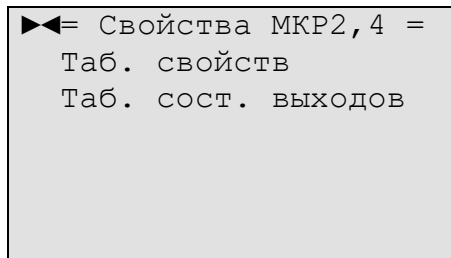 ►◄= Свойства МКР2,4 =
Таб. свойств
Таб. сост. выходов